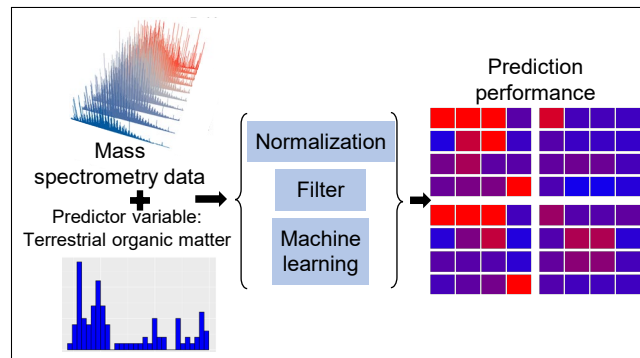 Mass
spectrometry data
+
Predictor variable:
Terrestrial organic matter
Normalization
Filter
Machine
learning
Prediction
performance